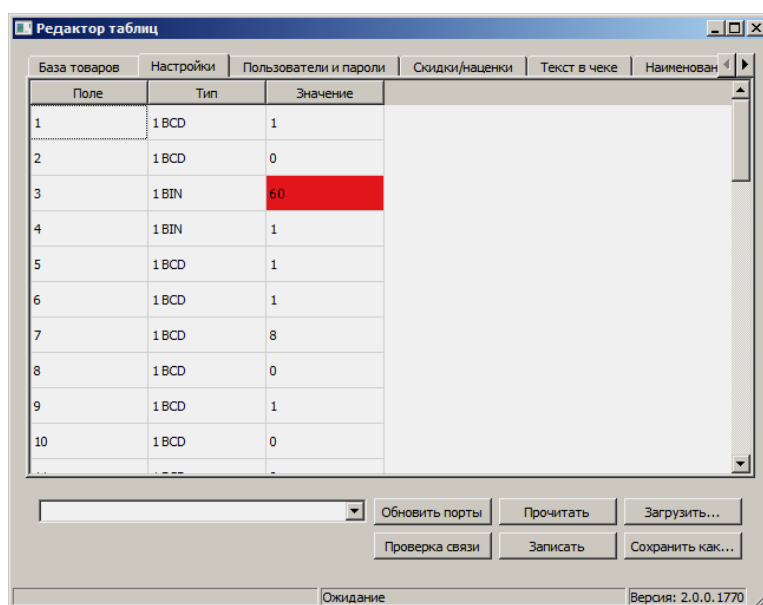 Редактор таблиц
База товаров Настройки Пользователи и пароли Скидки/наценки Текст в чеке Наименован
Поле Тип Значение
1 1 BCD 1
2 1 BCD 0
3 1 BIN 60
4 1 BIN 1
5 1 BCD 1
6 1 BCD 1
7 1 BCD 8
8 1 BCD 0
9 1 BCD 1
10 1 BCD 0
Обновить порты Прочитать Загрузить...
Проверка связи Записать Сохранить как...
Ожидание Версия: 2.0.0.1770